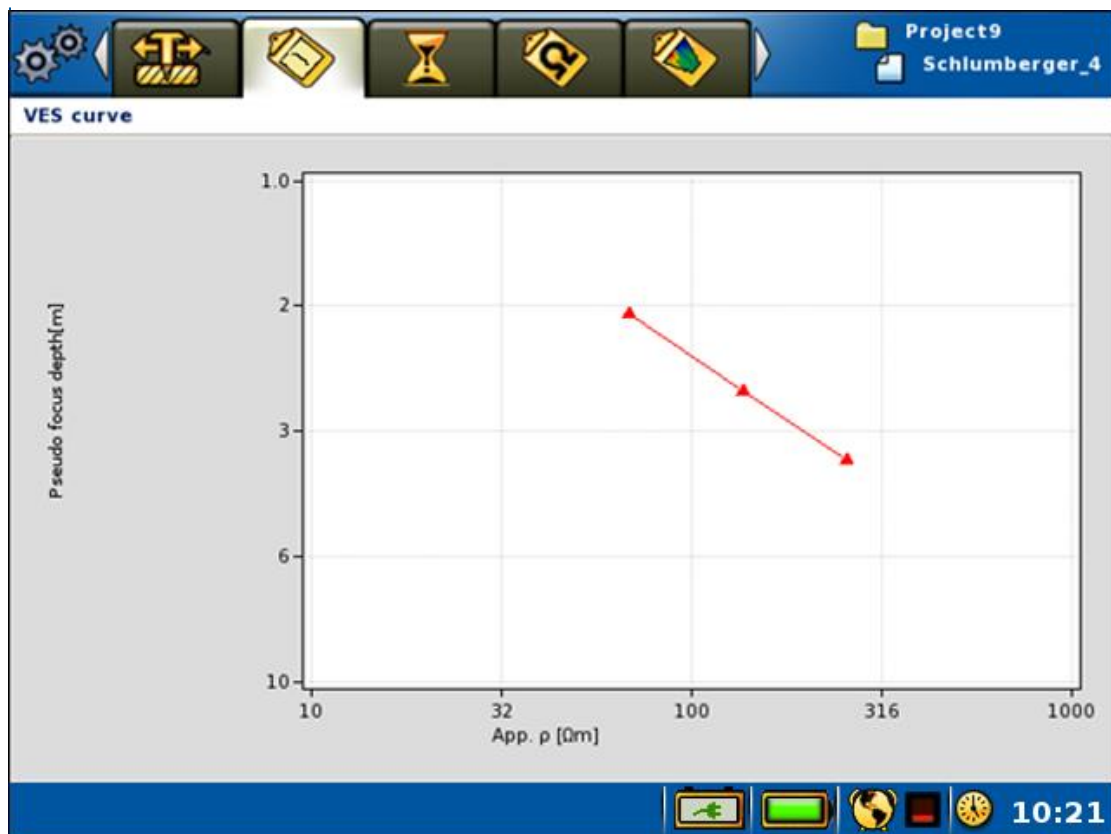 Project9
Schlumberger_4
VES curve
1.0
2
3
6
10
Pseudo focus depth[m]
10 32 100 316 1000
App. ρ [Ωm]
10:21